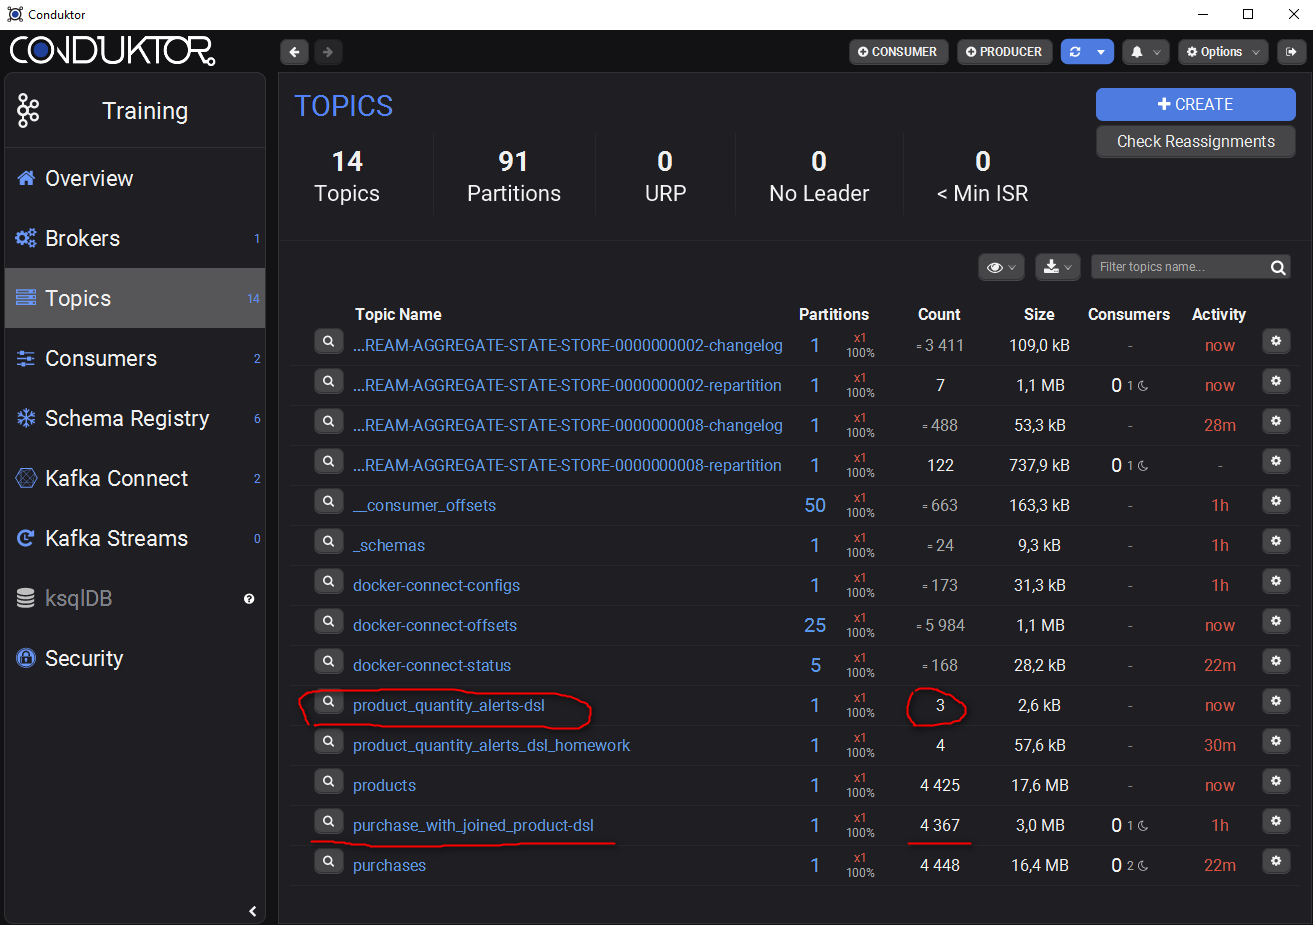 Conduktor
CONDUKTOR
CONSUMER
PRODUCER
Options
Training
Overview
Brokers 1
Topics 14
Consumers 2
Schema Registry 6
Kafka Connect 2
Kafka Streams 0
ksqlDB ?
Security
TOPICS
CREATE
Check Reassignments
14 91 0 0 0
Topics Partitions URP No Leader < Min ISR
Filter topics name...
Topic Name Partitions Count Size Consumers Activity
...REAM-AGGREGATE-STATE-STORE-0000000002-changelog 1 x1 100% ≈ 3 411 109,0 kB - now
...REAM-AGGREGATE-STATE-STORE-0000000002-repartition 1 x1 100% 7 1,1 MB 0 1 now
...REAM-AGGREGATE-STATE-STORE-0000000008-changelog 1 x1 100% ≈ 488 53,3 kB - 28m
...REAM-AGGREGATE-STATE-STORE-0000000008-repartition 1 x1 100% 122 737,9 kB 0 1 -
__consumer_offsets 50 x1 100% ≈ 663 163,3 kB - 1h
_schemas 1 x1 100% ≈ 24 9,3 kB - 1h
docker-connect-configs 1 x1 100% ≈ 173 31,3 kB - 1h
docker-connect-offsets 25 x1 100% ≈ 5 984 1,1 MB - now
docker-connect-status 5 x1 100% ≈ 168 28,2 kB - 22m
product_quantity_alerts-dsl 1 x1 100% 3 2,6 kB - now
product_quantity_alerts_dsl_homework 1 x1 100% 4 57,6 kB - 30m
products 1 x1 100% 4 425 17,6 MB - now
purchase_with_joined_product-dsl 1 x1 100% 4 367 3,0 MB 0 1 1h
purchases 1 x1 100% 4 448 16,4 MB 0 2 22m